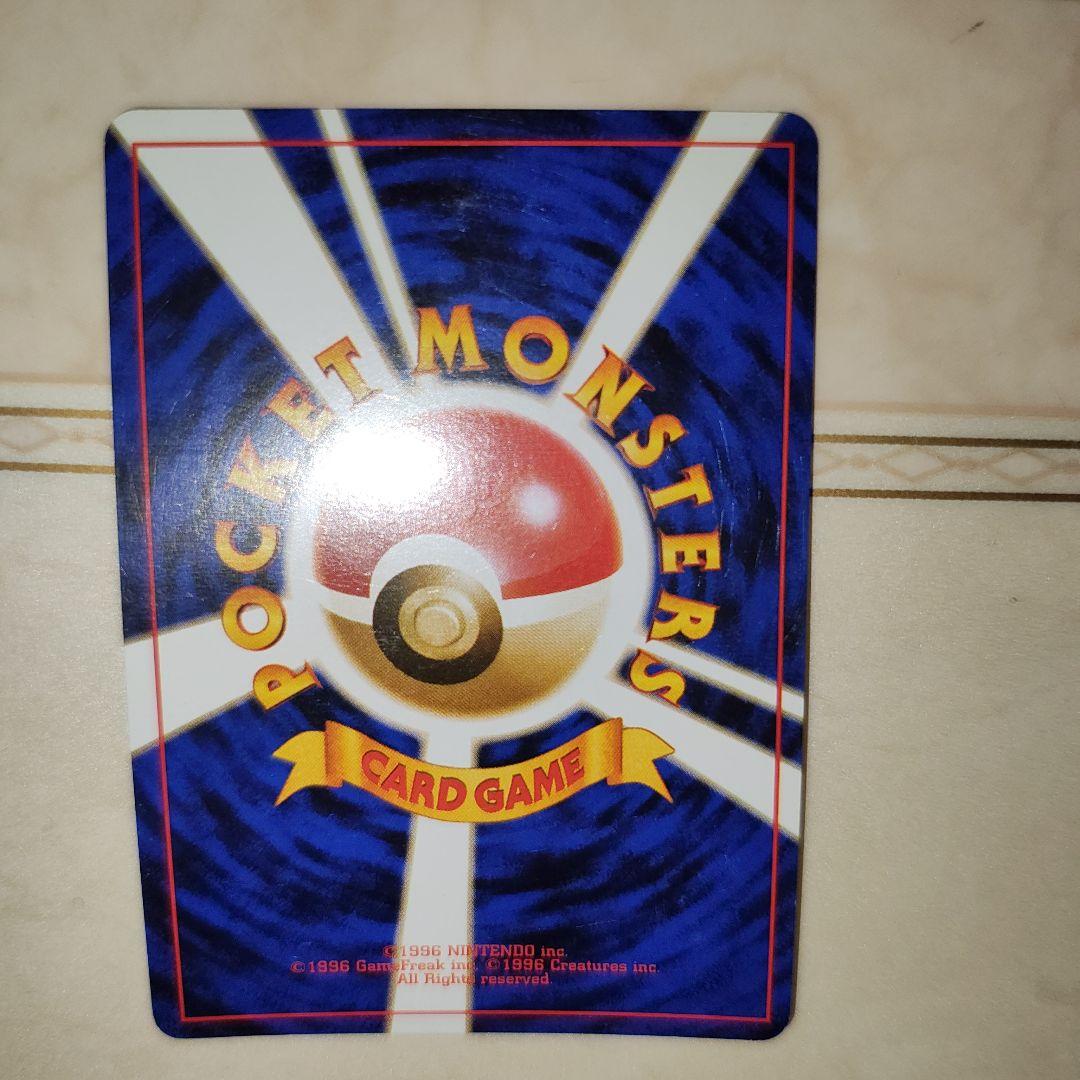 POCKET MONSTERS
CARD GAME
©1996 NINTENDO inc.
©1996 GameFreak inc. ©1996 Creatures inc.
All Rights reserved.